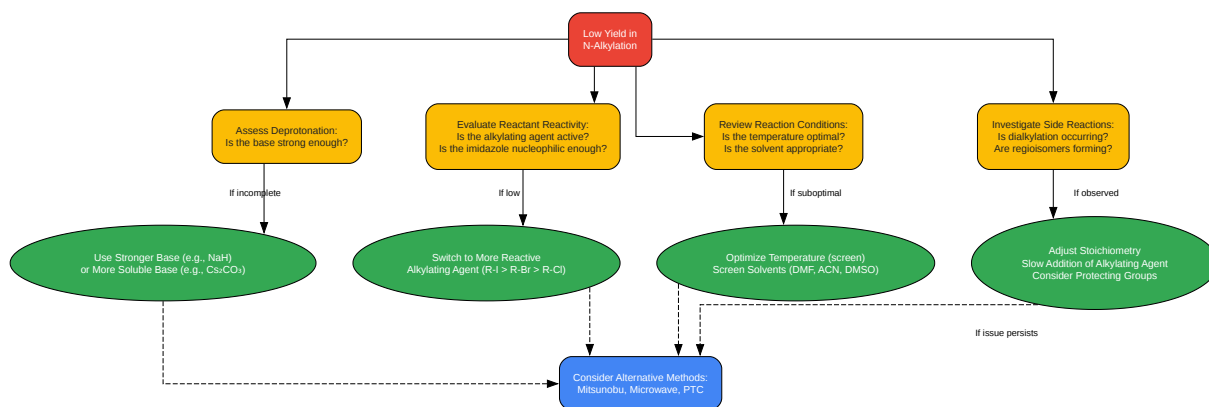 Low Yield in
N-Alkylation
Assess Deprotonation:
Is the base strong enough?
Evaluate Reactant Reactivity:
Is the alkylating agent active?
Is the imidazole nucleophilic enough?
Review Reaction Conditions:
Is the temperature optimal?
Is the solvent appropriate?
Investigate Side Reactions:
Is dialkylation occurring?
Are regioisomers forming?
If incomplete
If low
If suboptimal
If observed
Use Stronger Base (e.g., NaH)
or More Soluble Base (e.g., Cs₂CO₃)
Switch to More Reactive
Alkylating Agent (R-I > R-Br > R-Cl)
Optimize Temperature (screen)
Screen Solvents (DMF, ACN, DMSO)
Adjust Stoichiometry
Slow Addition of Alkylating Agent
Consider Protecting Groups
If issue persists
Consider Alternative Methods:
Mitsunobu, Microwave, PTC